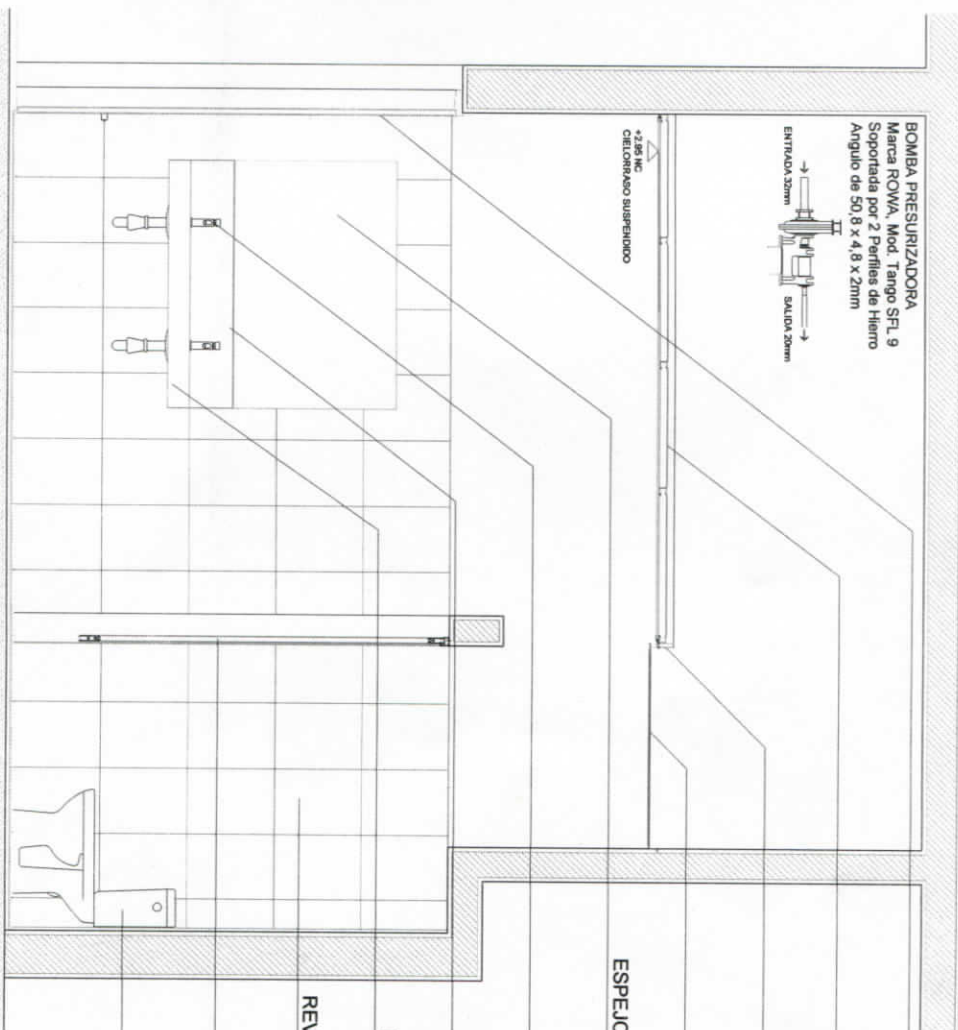 BOMBA PRESURIZADORA
Marca ROWA, Mod. Tango SFL 9
Soportada por 2 Perfiles de Hierro
Angulo de 50,8 x 4,8 x 2mm
ENTRADA 32mm
SALIDA 20mm
+2.95 NC
CIELORRASO SUSPENDIDO
ESPEJO
REV